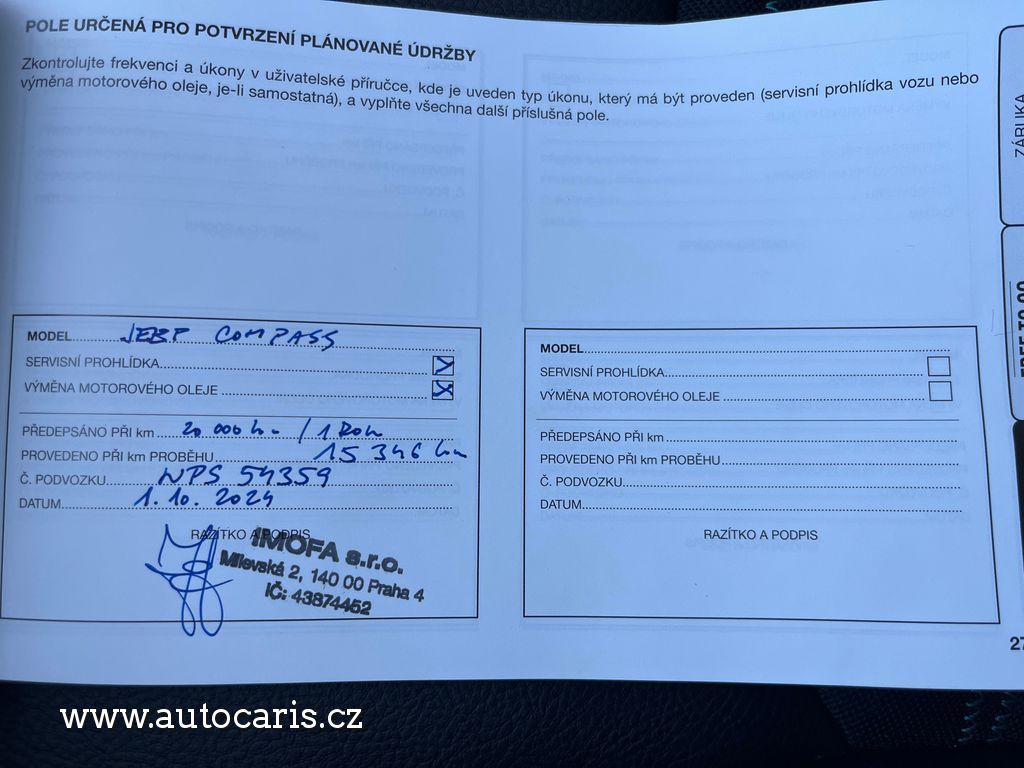 POLE URČENÁ PRO POTVRZENÍ PLÁNOVANÉ ÚDRŽBY
Zkontrolujte frekvenci a úkony v uživatelské příručce, kde je uveden typ úkonu, který má být proveden (servisní prohlídka vozu nebo
výměna motorového oleje, je-li samostatná), a vyplňte všechna další příslušná pole.
MODEL JEEP COMPASS
SERVISNÍ PROHLÍDKA
VÝMĚNA MOTOROVÉHO OLEJE
PŘEDEPSÁNO PŘI km 20 000 km / 1 Rok
PROVEDENO PŘI km PROBĚHU 15 346 km
Č. PODVOZKU NPS 54359
DATUM 1.10.2024
RAZÍTKO A PODPIS
IMOFA s.r.o.
Milevská 2, 140 00 Praha 4
IČ: 43874452
MODEL
SERVISNÍ PROHLÍDKA
VÝMĚNA MOTOROVÉHO OLEJE
PŘEDEPSÁNO PŘI km
PROVEDENO PŘI km PROBĚHU
Č. PODVOZKU
DATUM
RAZÍTKO A PODPIS
ZÁRUKA
27
www.autocaris.cz